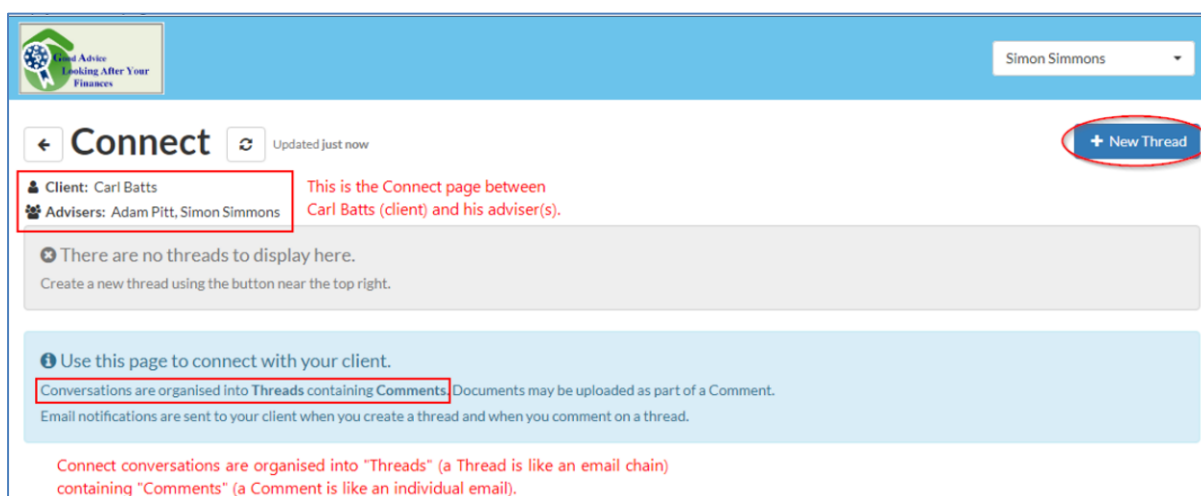 Good Advice
Looking After Your
Finances
Simon Simmons
Connect
Updated just now
+ New Thread
Client: Carl Batts
Advisers: Adam Pitt, Simon Simmons
This is the Connect page between
Carl Batts (client) and his adviser(s).
There are no threads to display here.
Create a new thread using the button near the top right.
Use this page to connect with your client.
Conversations are organised into Threads containing Comments. Documents may be uploaded as part of a Comment.
Email notifications are sent to your client when you create a thread and when you comment on a thread.
Connect conversations are organised into "Threads" (a Thread is like an email chain)
containing "Comments" (a Comment is like an individual email).